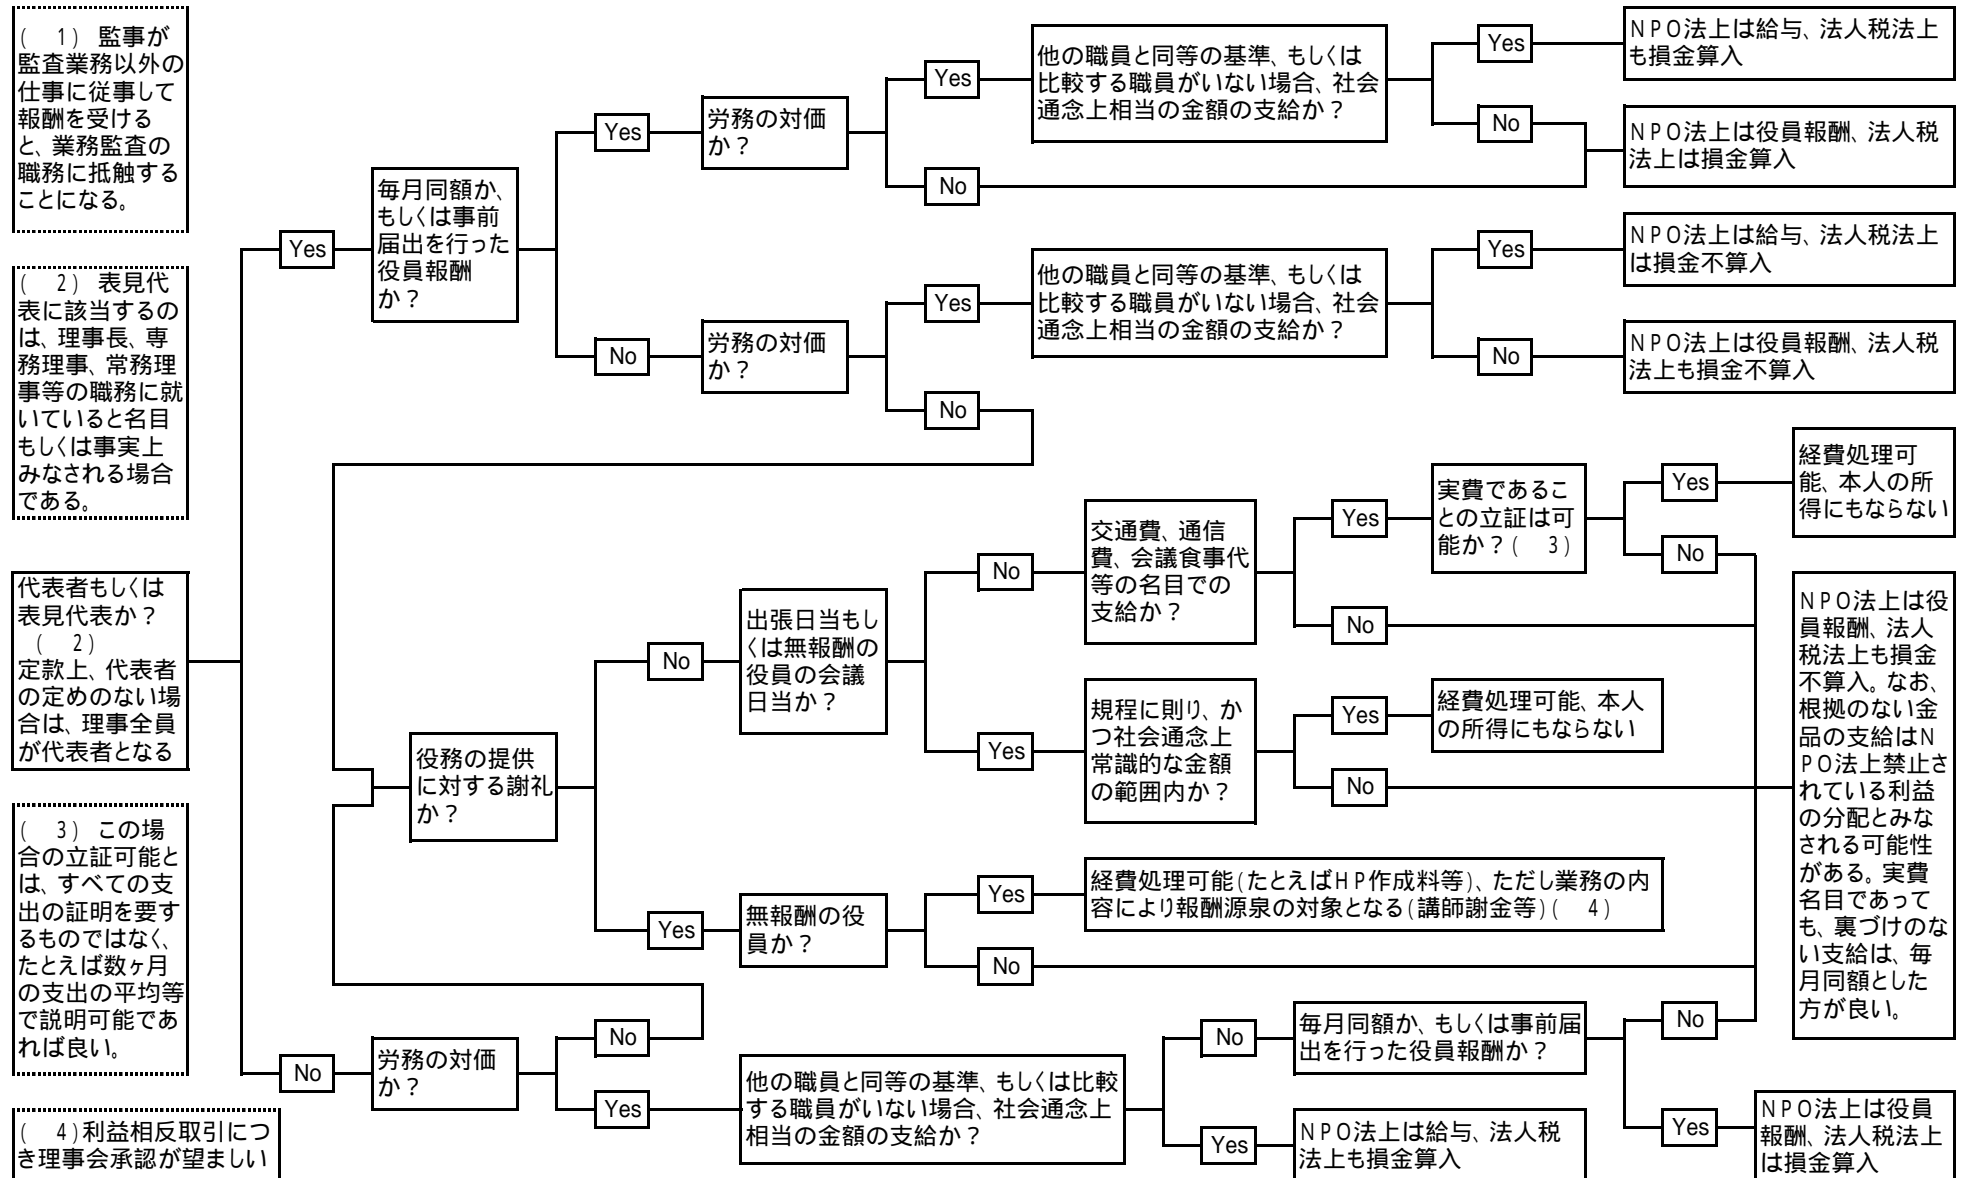 ( 1) 監事が
監査業務以外の
仕事に従事して
報酬を受ける
と、業務監査の
職務に抵触する
ことになる。
( 2) 表見代
表に該当するの
は、理事長、専
務理事、常務理
事等の職務に就
いていると名目
もしくは事実上
みなされる場合
である。
代表者もしくは
表見代表か？
( 2)
定款上、代表者
の定めのない場
合は、理事全員
が代表者となる
( 3) この場
合の立証可能と
は、すべての支
出の証明を要す
るものではなく、
たとえば数ヶ月
の支出の平均等
で説明可能であ
れば良い。
( 4)利益相反取引につ
き理事会承認が望ましい
Yes
毎月同額か、
もしくは事前
届出を行った
役員報酬
か？
Yes
労務の対価
か？
Yes
他の職員と同等の基準、もしくは
比較する職員がいない場合、社会
通念上相当の金額の支給か？
Yes
NPO法上は給与、法人税法上
も損金算入
No
NPO法上は役員報酬、法人税
法上は損金算入
No
No
労務の対価
か？
Yes
他の職員と同等の基準、もしくは
比較する職員がいない場合、社会
通念上相当の金額の支給か？
Yes
NPO法上は給与、法人税法上
は損金不算入
No
NPO法上は役員報酬、法人税
法上も損金不算入
No
役務の提供
に対する謝礼
か？
No
出張日当もし
くは無報酬の
役員の会議
日当か？
No
交通費、通信
費、会議食事代
等の名目での
支給か？
Yes
実費であるこ
との立証は可
能か？( 3)
Yes
経費処理可
能、本人の所
得にもならない
No
No
Yes
規程に則り、か
つ社会通念上
常識的な金額
の範囲内か？
Yes
経費処理可能、本人
の所得にもならない
No
NPO法上は役
員報酬、法人
税法上も損金
不算入。なお、
根拠のない金
品の支給はN
PO法上禁止さ
れている利益
の分配とみな
される可能性
がある。実費
名目であって
も、裏づけのな
い支給は、毎
月同額とした
方が良い。
Yes
無報酬の役
員か？
Yes
経費処理可能(たとえばHP作成料等)、ただし業務の内
容により報酬源泉の対象となる(講師謝金等)( 4)
No
No
労務の対価
か？
No
Yes
他の職員と同等の基準、もしくは比較
する職員がいない場合、社会通念上
相当の金額の支給か？
No
毎月同額か、もしくは事前届
出を行った役員報酬か？
No
Yes
NPO法上は役員
報酬、法人税法上
は損金算入
Yes
NPO法上は給与、法人税
法上も損金算入